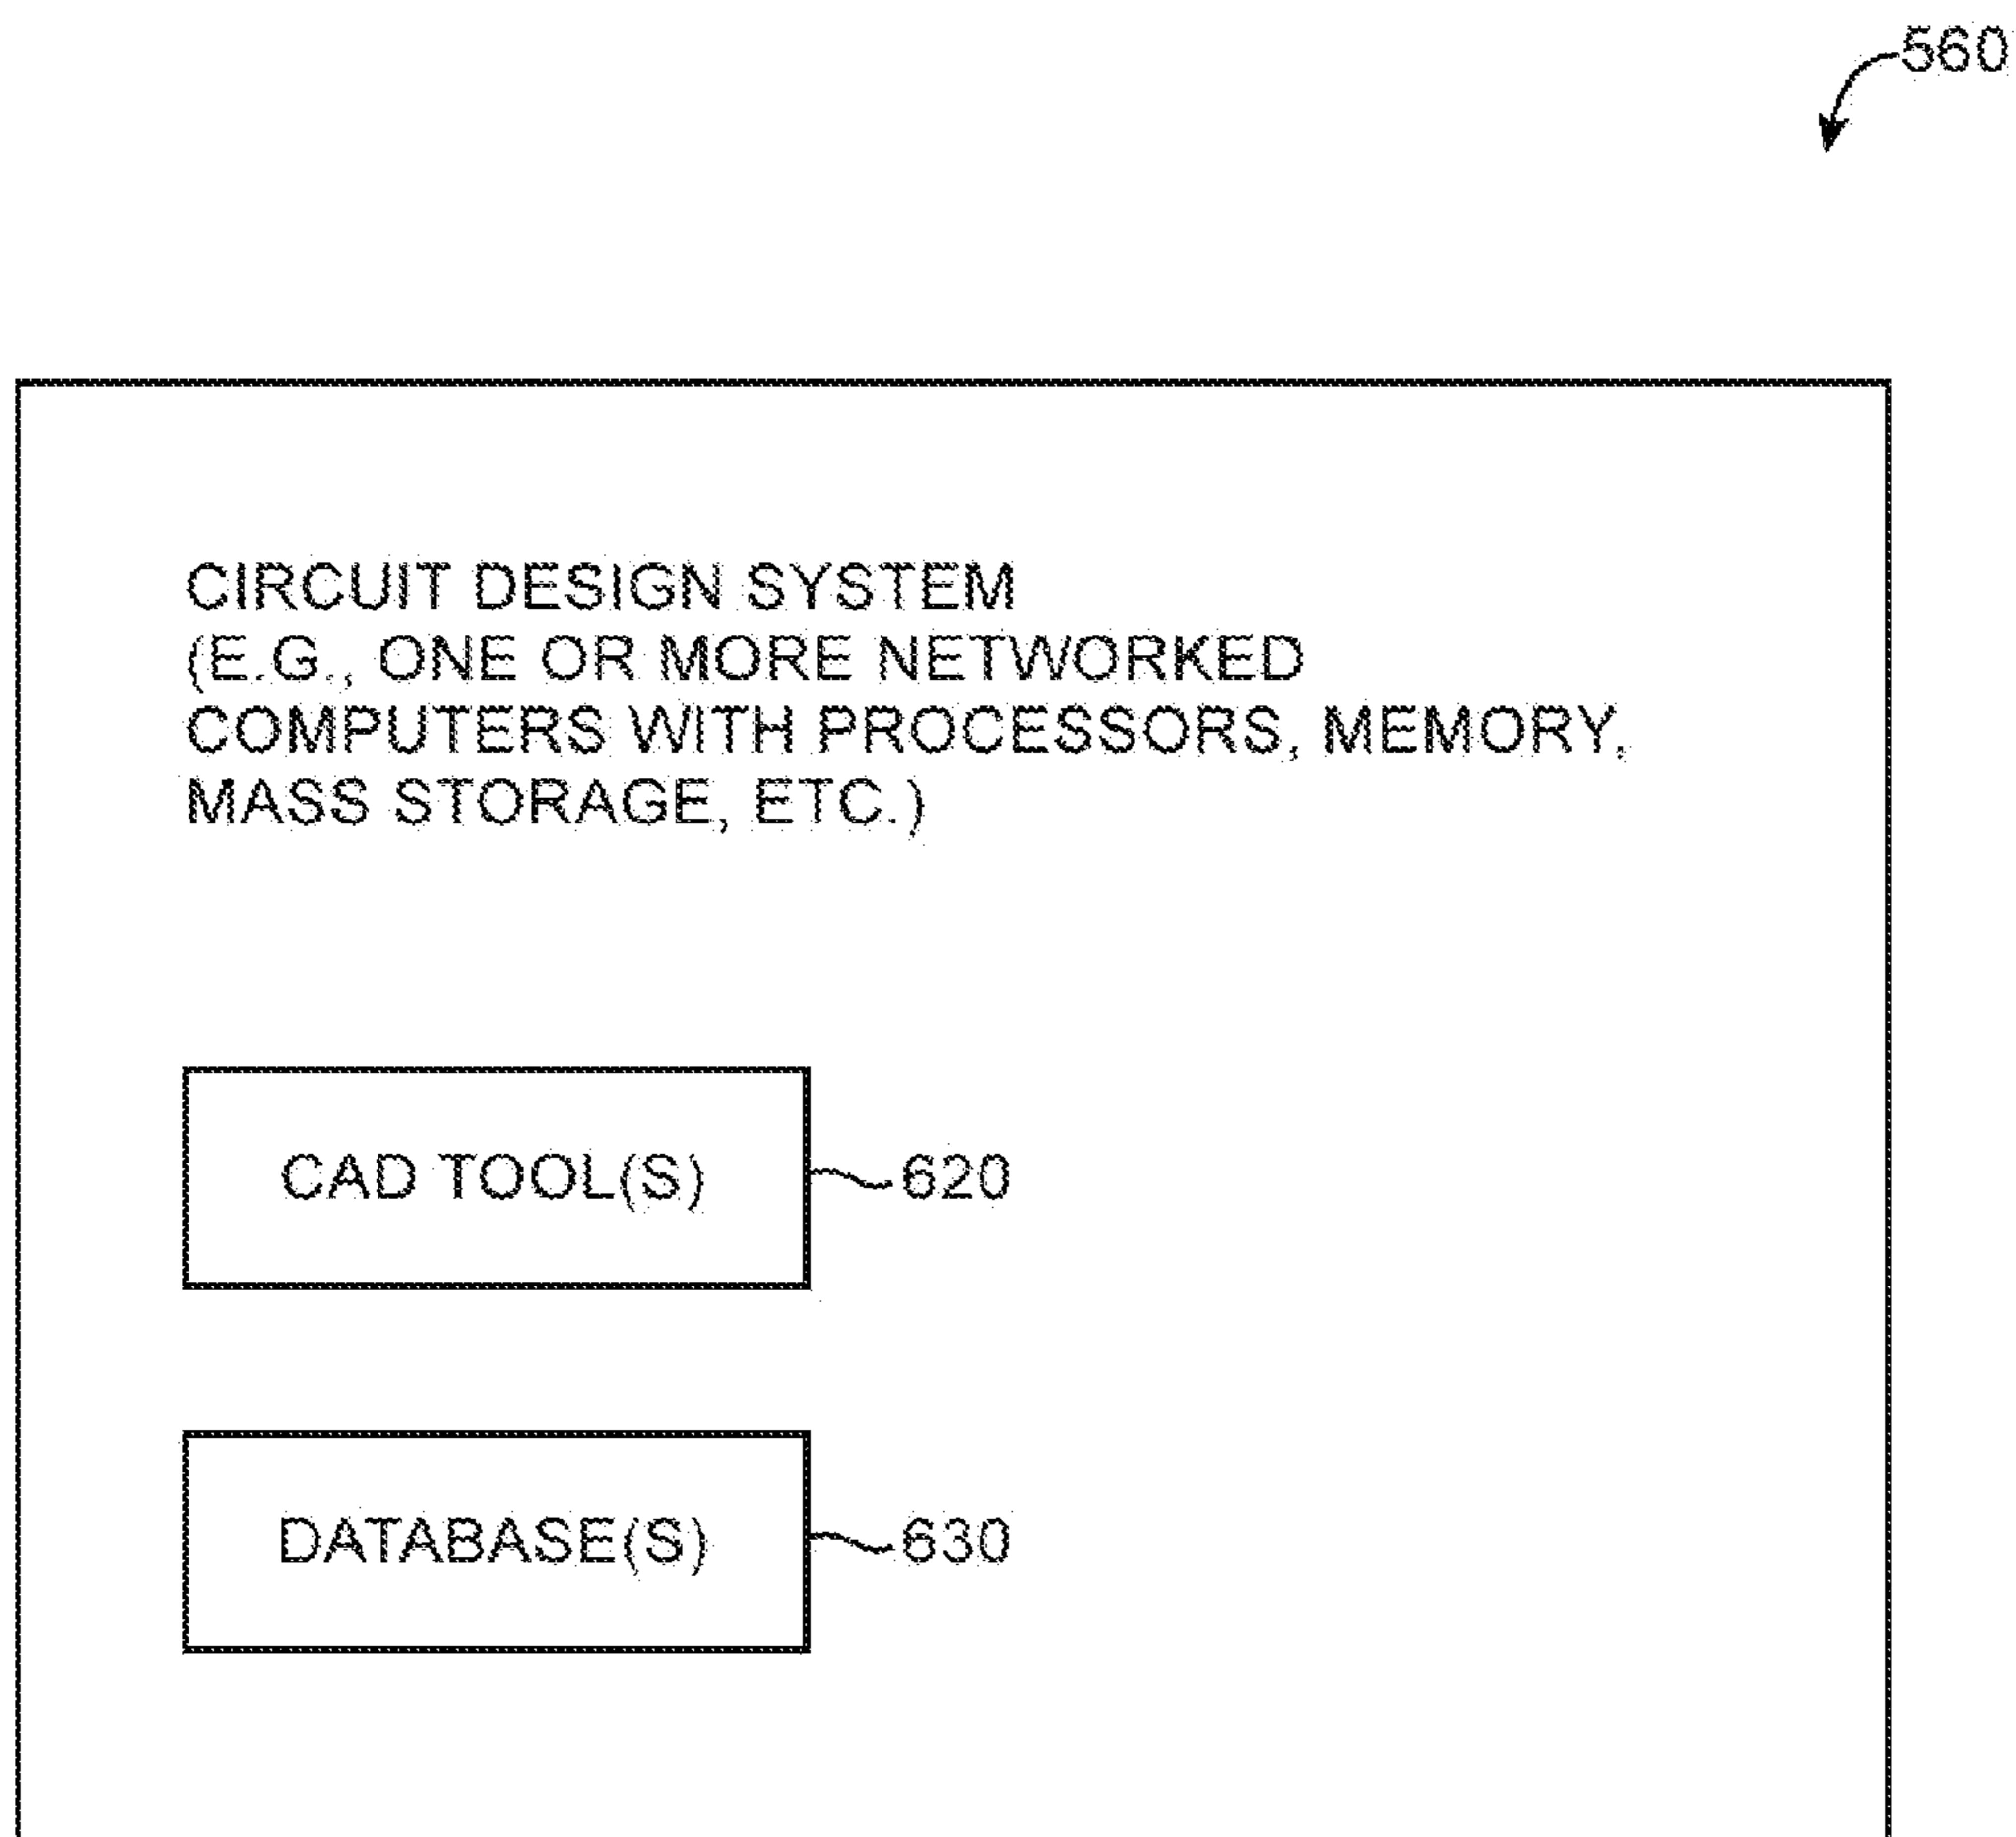 560
CIRCUIT DESIGN SYSTEM
(E.G., ONE OR MORE NETWORKED
COMPUTERS WITH PROCESSORS, MEMORY,
MASS STORAGE, ETC.)
CAD TOOL(S)
620
DATABASE(S)
630